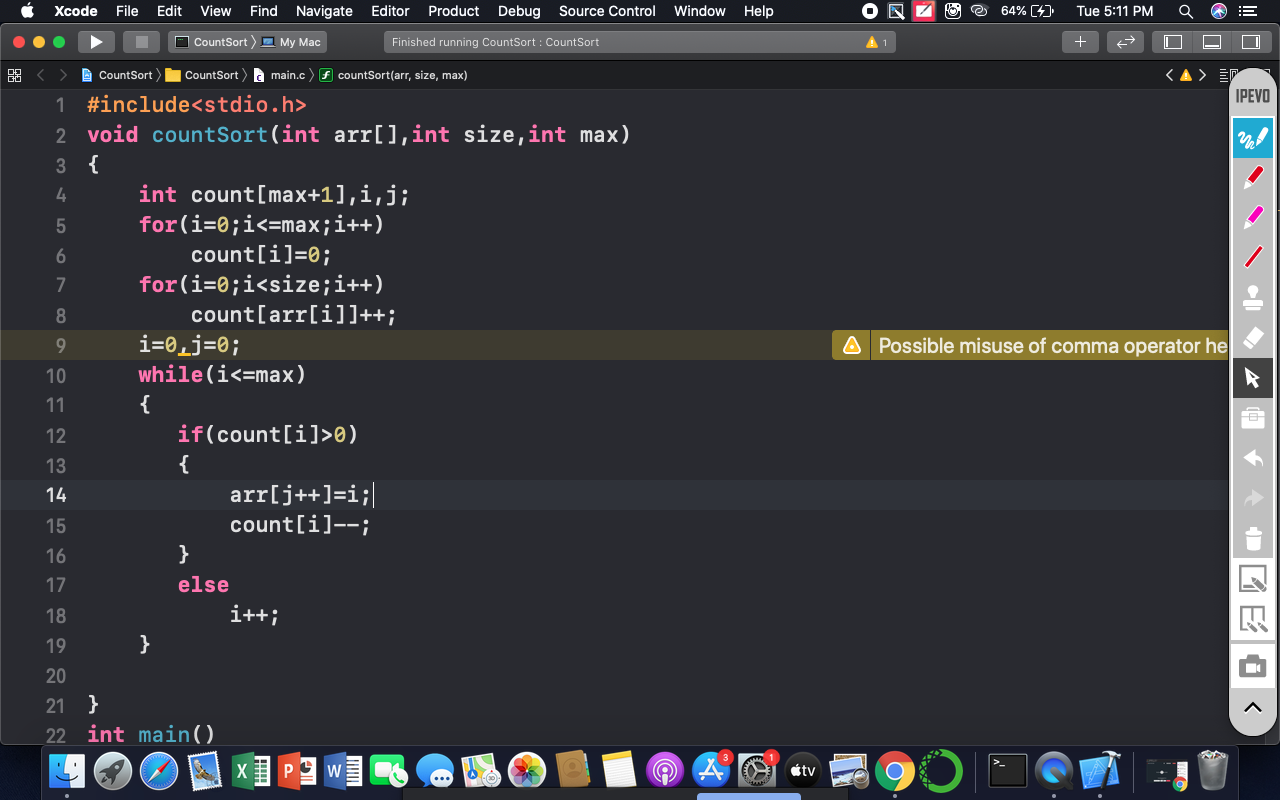 Xcode File Edit View Find Navigate Editor Product Debug Source Control Window Help 64% Tue 5:11 PM
CountSort My Mac Finished running CountSort : CountSort 1
CountSort CountSort main.c countSort(arr, size, max)
IPEVO
1 #include<stdio.h>
2 void countSort(int arr[],int size,int max)
3 {
4 int count[max+1],i,j;
5 for(i=0;i<=max;i++)
6 count[i]=0;
7 for(i=0;i<size;i++)
8 count[arr[i]]++;
9 i=0,j=0; Possible misuse of comma operator he
10 while(i<=max)
11 {
12 if(count[i]>0)
13 {
14 arr[j++]=i;
15 count[i]--;
16 }
17 else
18 i++;
19 }
20
21 }
22 int main()
3 1 tv